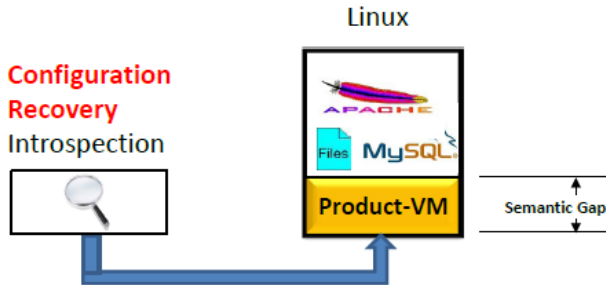 Linux
Configuration
Recovery
Introspection
APACHE
Files
MySQL
Product-VM
Semantic Gap